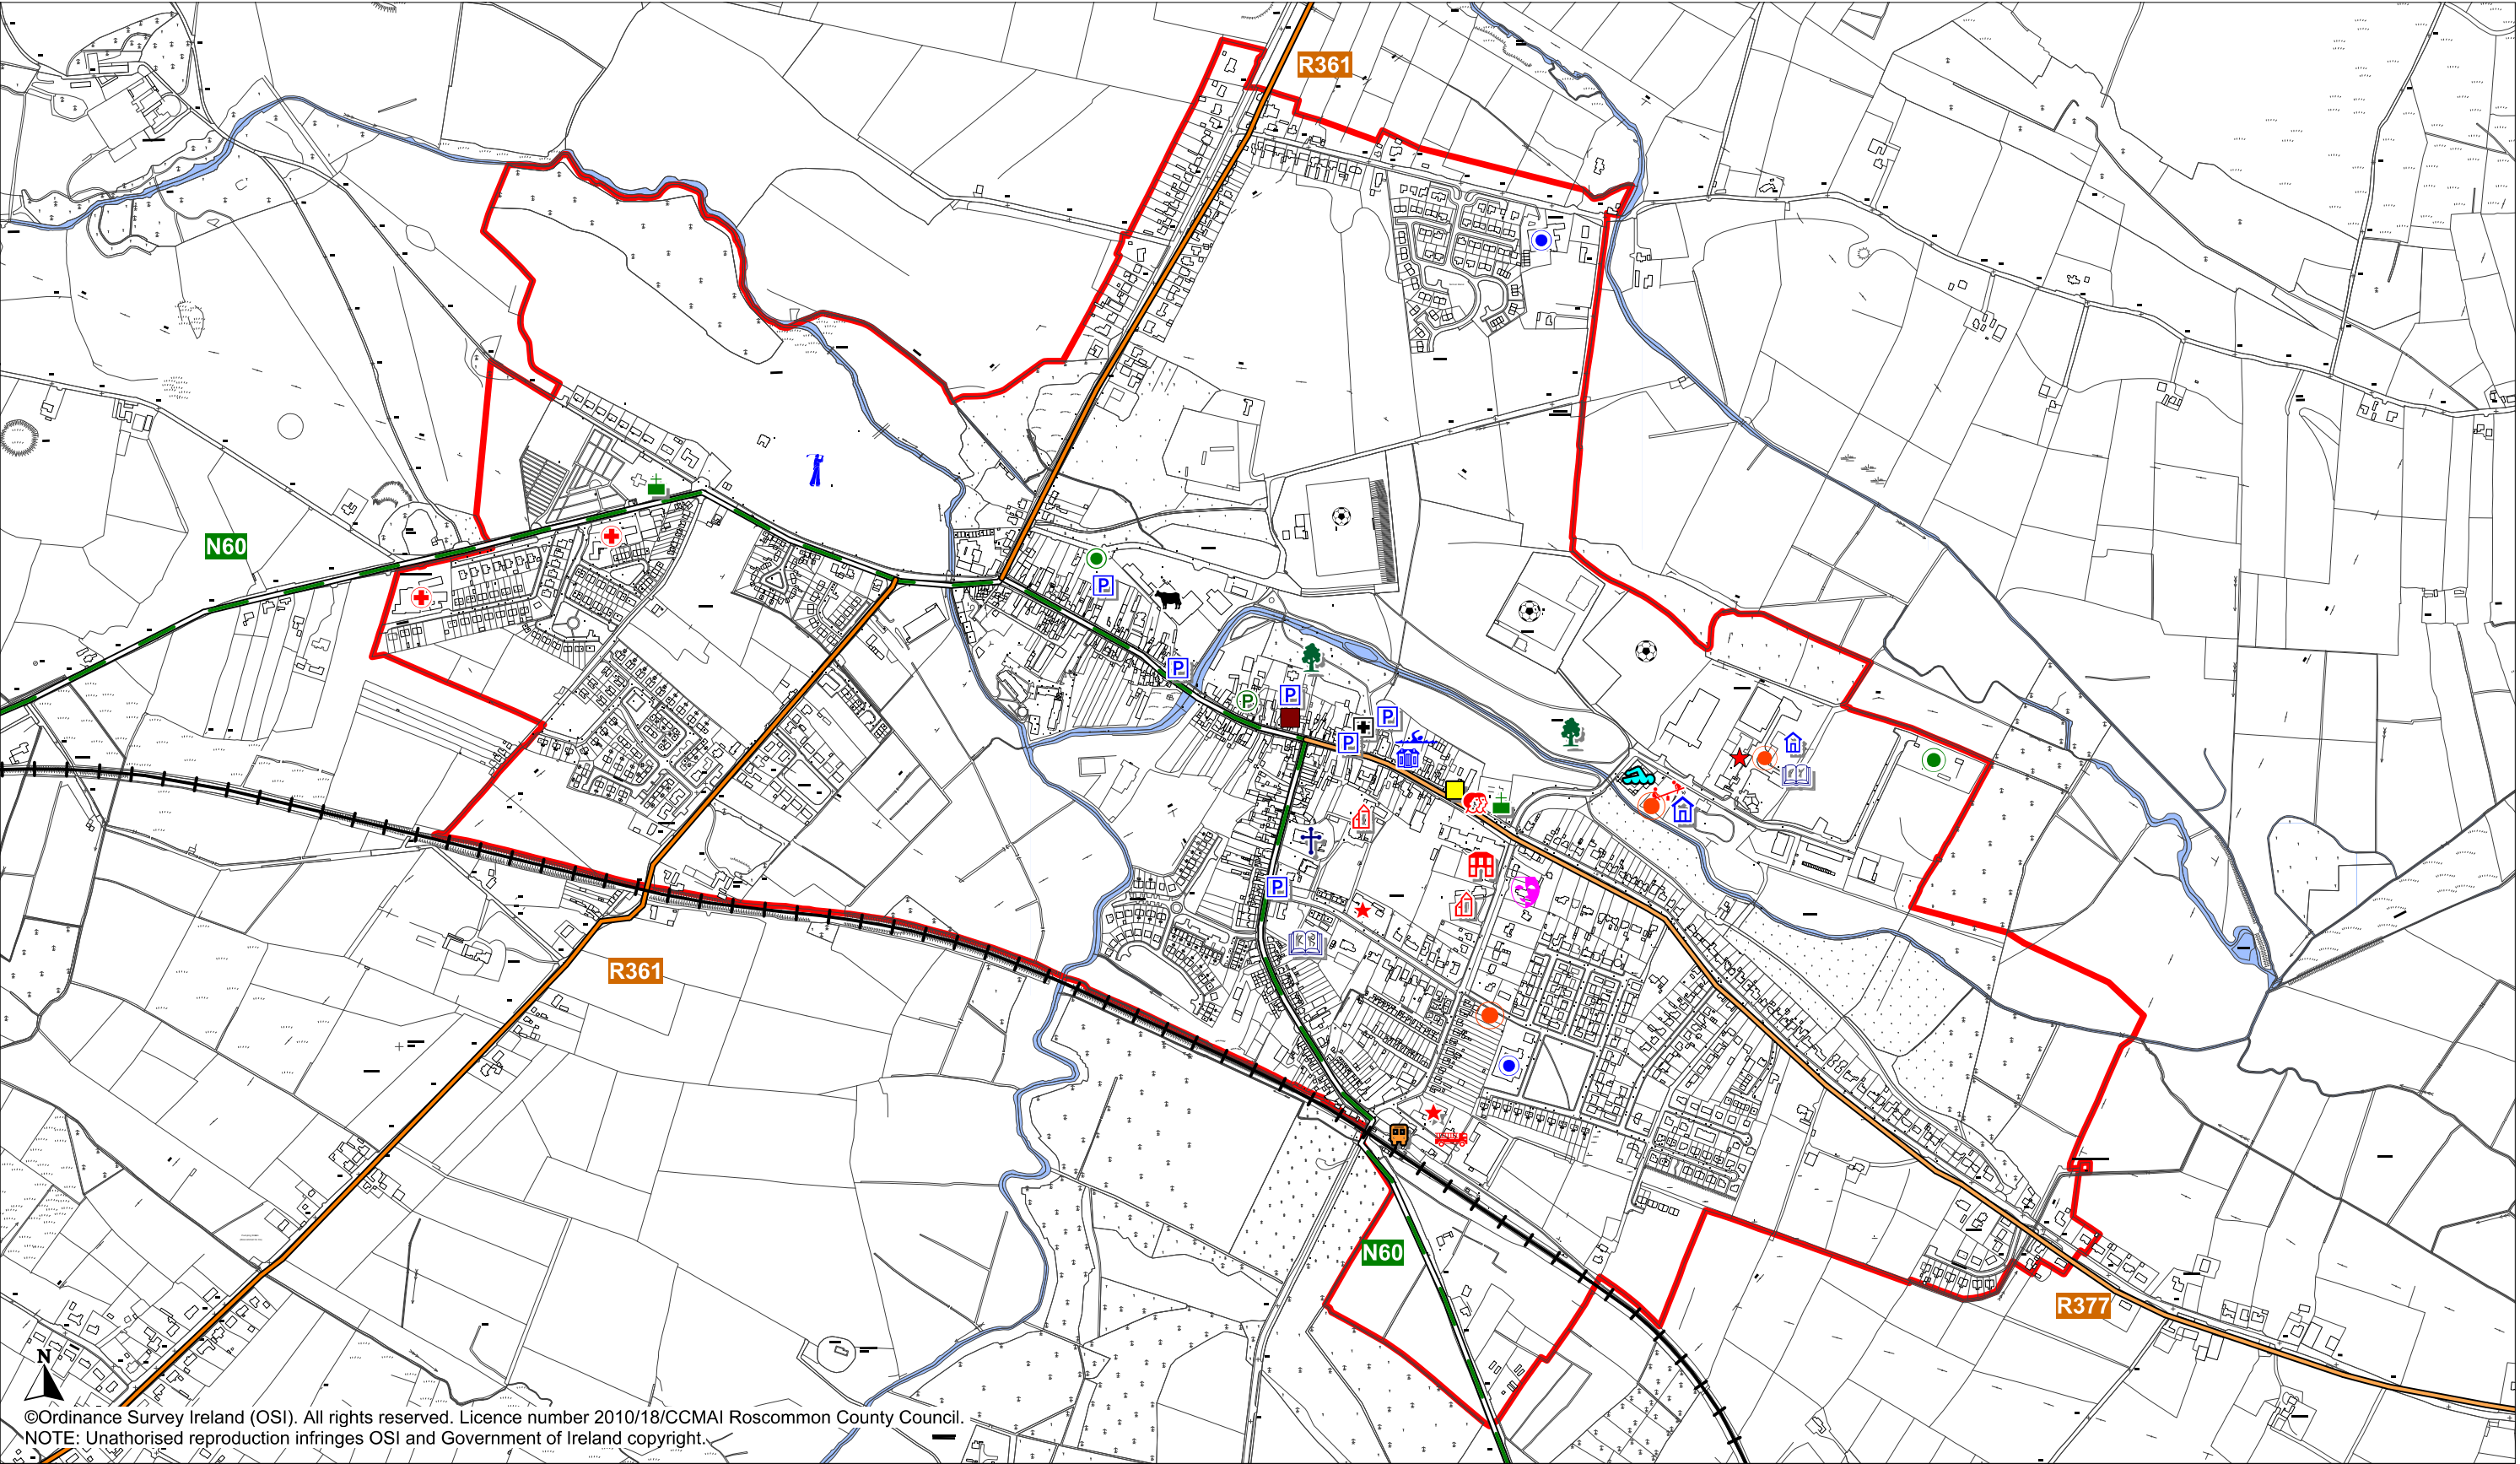 R361
N60
P
P
P
P
P
P
P
R361
N60
R377
N
©Ordinance Survey Ireland (OSI). All rights reserved. Licence number 2010/18/CCMAI Roscommon County Council.
NOTE: Unathorised reproduction infringes OSI and Government of Ireland copyright.